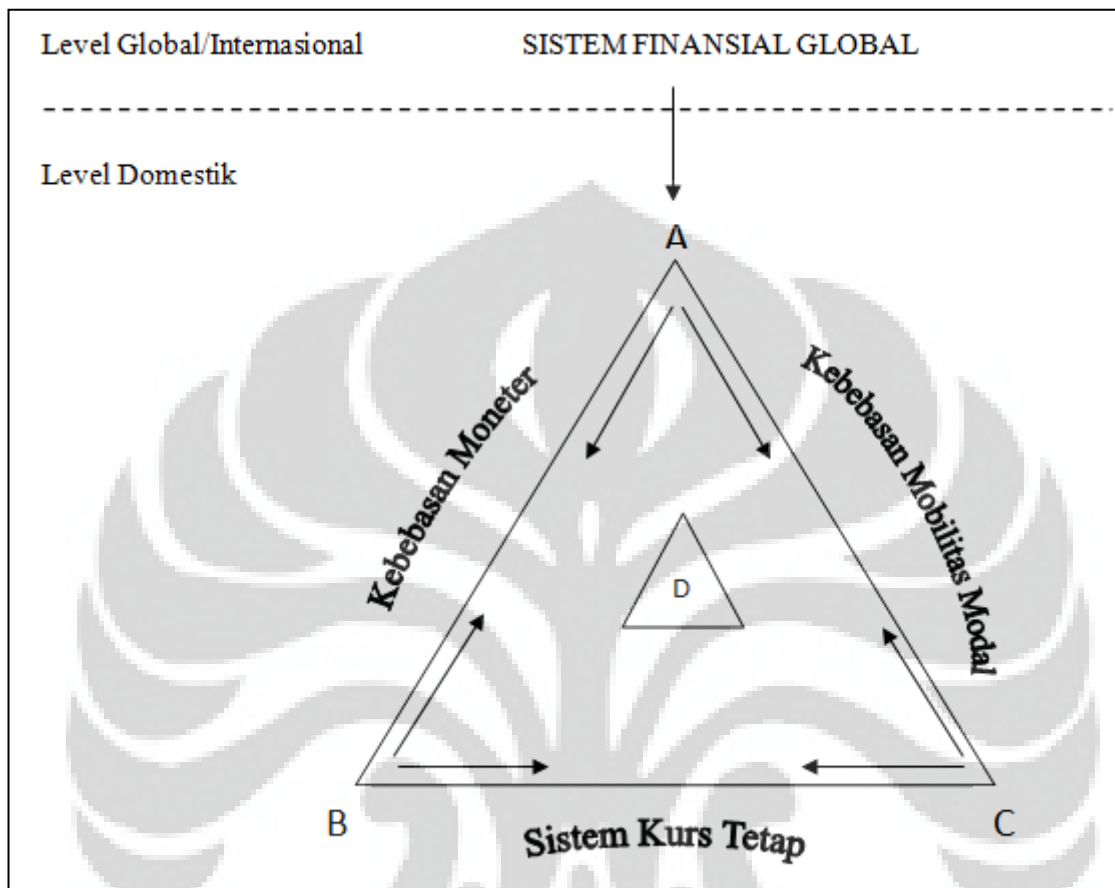 Level Global/Internasional
SISTEM FINANSIAL GLOBAL
Level Domestik
A
Kebebasan Moneter
Kebebasan Mobilitas Modal
D
B
C
Sistem Kurs Tetap